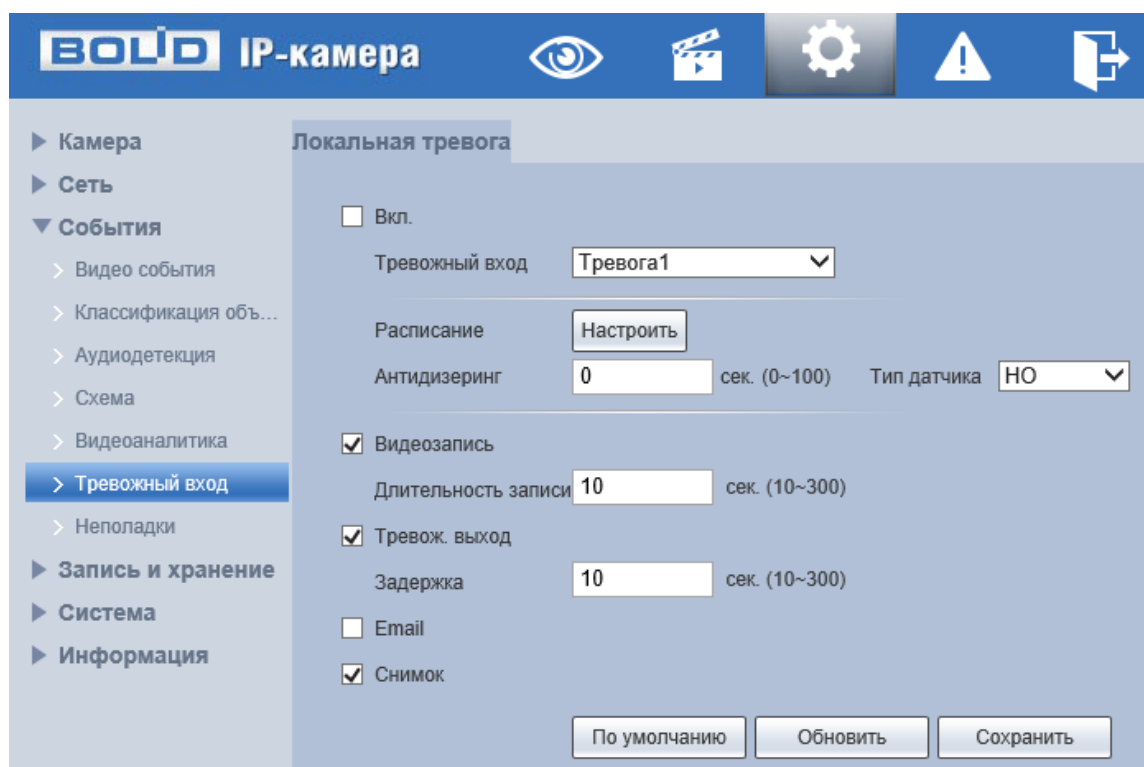 BOLID IP-камера
Камера
Сеть
События
Видео события
Классификация объ...
Аудиодетекция
Схема
Видеоаналитика
Тревожный вход
Неполадки
Запись и хранение
Система
Информация
Локальная тревога
Вкл.
Тревожный вход Тревога1
Расписание Настроить
Антидизеринг 0 сек. (0~100) Тип датчика НО
Видеозапись
Длительность записи 10 сек. (10~300)
Тревож. выход
Задержка 10 сек. (10~300)
Email
Снимок
По умолчанию Обновить Сохранить